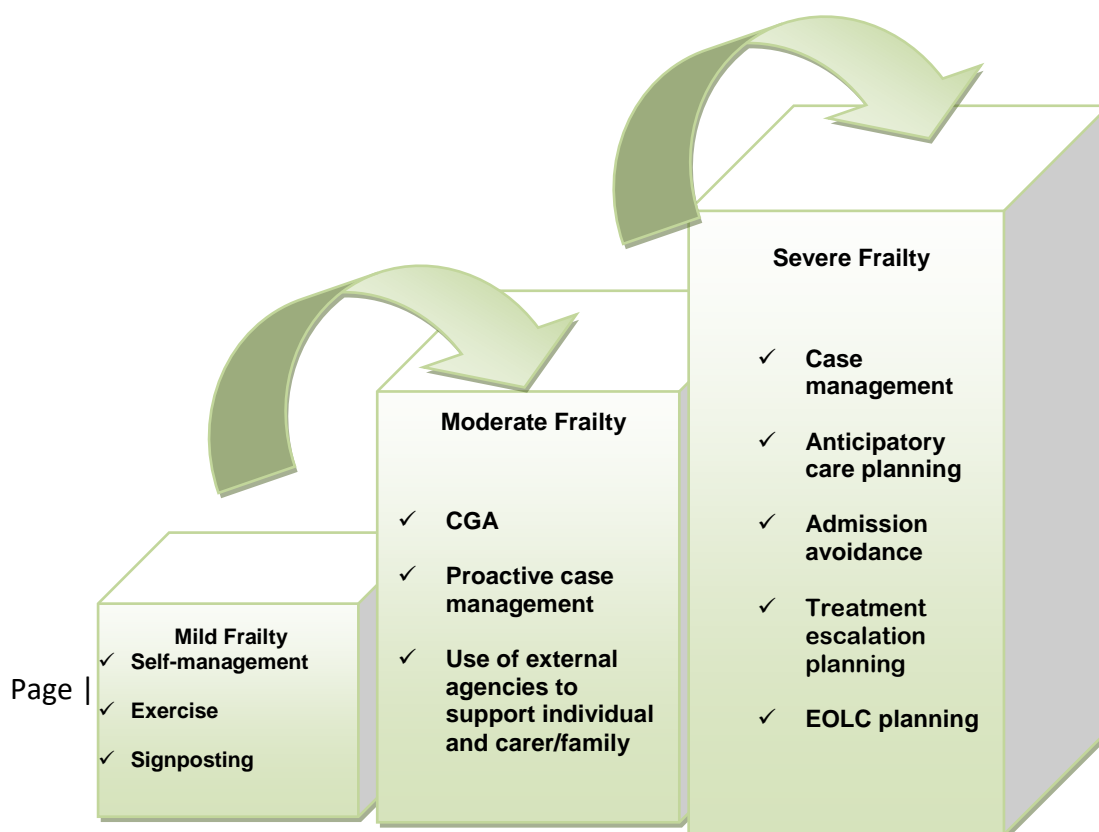 Severe Frailty
✓ Case
management
✓ Anticipatory
care planning
✓ Admission
avoidance
✓ Treatment
escalation
planning
✓ EOLC planning
Moderate Frailty
✓ CGA
✓ Proactive case
management
✓ Use of external
agencies to
support individual
and carer/family
Mild Frailty
✓ Self-management
✓ Exercise
✓ Signposting
Page |